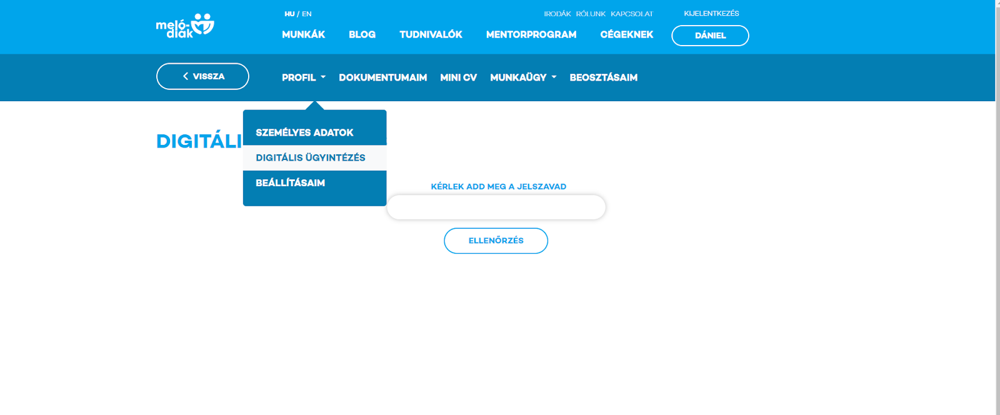 meló-
diák
HU / EN
IRODÁK RÓLUNK KAPCSOLAT
KIJELENTKEZÉS
MUNKÁK BLOG TUDNIVALÓK MENTORPROGRAM CÉGEKNEK
DÁNIEL
VISSZA
PROFIL DOKUMENTUMAIM MINI CV MUNKAÜGY BEOSZTÁSAIM
SZEMÉLYES ADATOK
DIGITÁLI
DIGITÁLIS ÜGYINTÉZÉS
BEÁLLÍTÁSAIM
KÉRLEK ADD MEG A JELSZAVAD
ELLENŐRZÉS